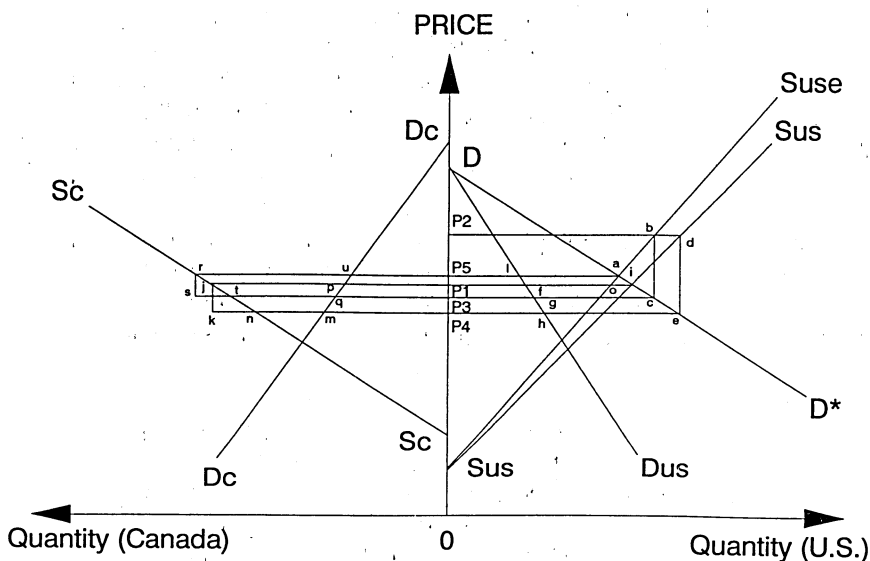 PRICE
Suse
Dc
Sus
D
Sc
P2
b
d
r
u
P5
l
a
i
j
s
t
p
P1
f
o
q
P3
g
c
k
n
m
P4
h
e
D*
Sc
Dc
Sus
Dus
Quantity (Canada)
0
Quantity (U.S.)